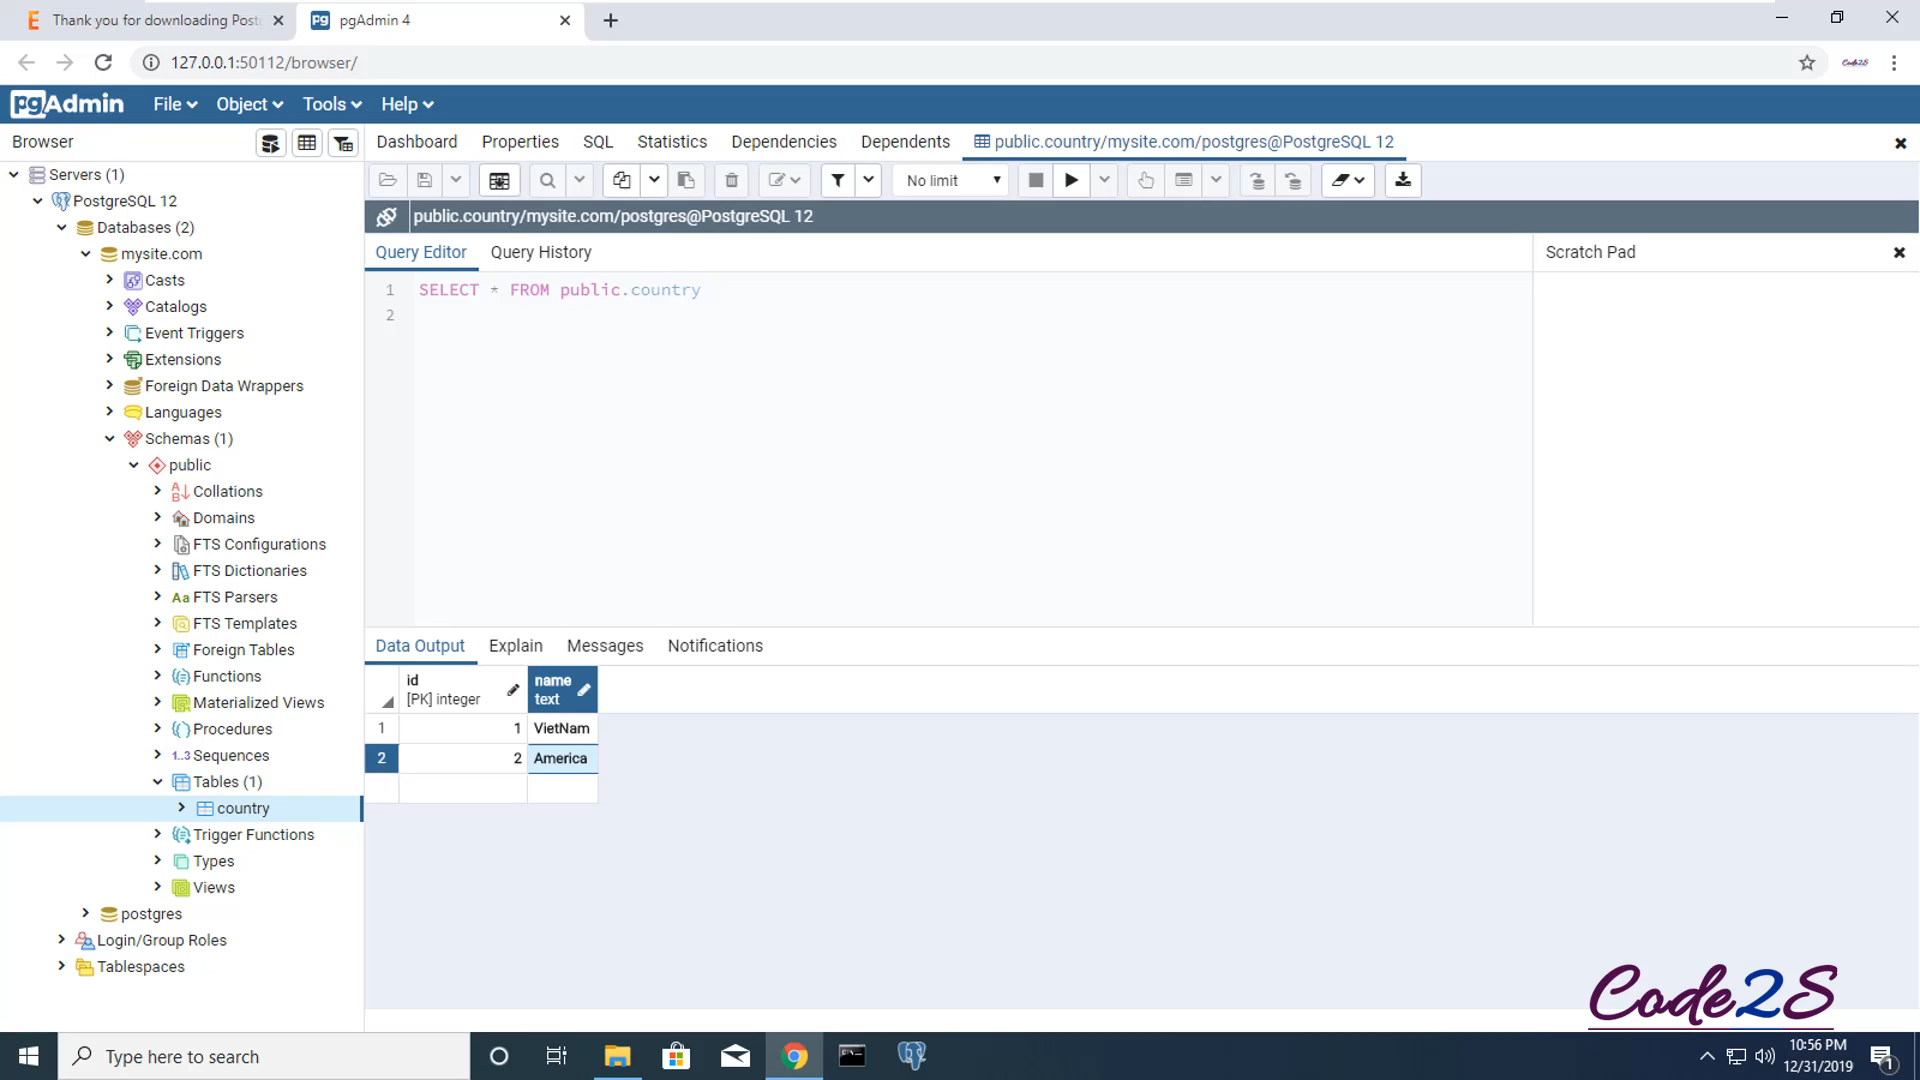 Thank you for downloading Post
pgAdmin 4
127.0.0.1:50112/browser/
Code2S
pgAdmin
File
Object
Tools
Help
Browser
Dashboard
Properties
SQL
Statistics
Dependencies
Dependents
public.country/mysite.com/postgres@PostgreSQL 12
No limit
public.country/mysite.com/postgres@PostgreSQL 12
Query Editor
Query History
Scratch Pad
1 SELECT * FROM public.country
2
Servers (1)
PostgreSQL 12
Databases (2)
mysite.com
Casts
Catalogs
Event Triggers
Extensions
Foreign Data Wrappers
Languages
Schemas (1)
public
Collations
Domains
FTS Configurations
FTS Dictionaries
Aa FTS Parsers
FTS Templates
Foreign Tables
Functions
Materialized Views
Procedures
1..3 Sequences
Tables (1)
country
Trigger Functions
Types
Views
postgres
Login/Group Roles
Tablespaces
Data Output
Explain
Messages
Notifications
id
[PK] integer
name
text
1 1 VietNam
2 2 America
Code2S
Type here to search
10:56 PM
12/31/2019
1